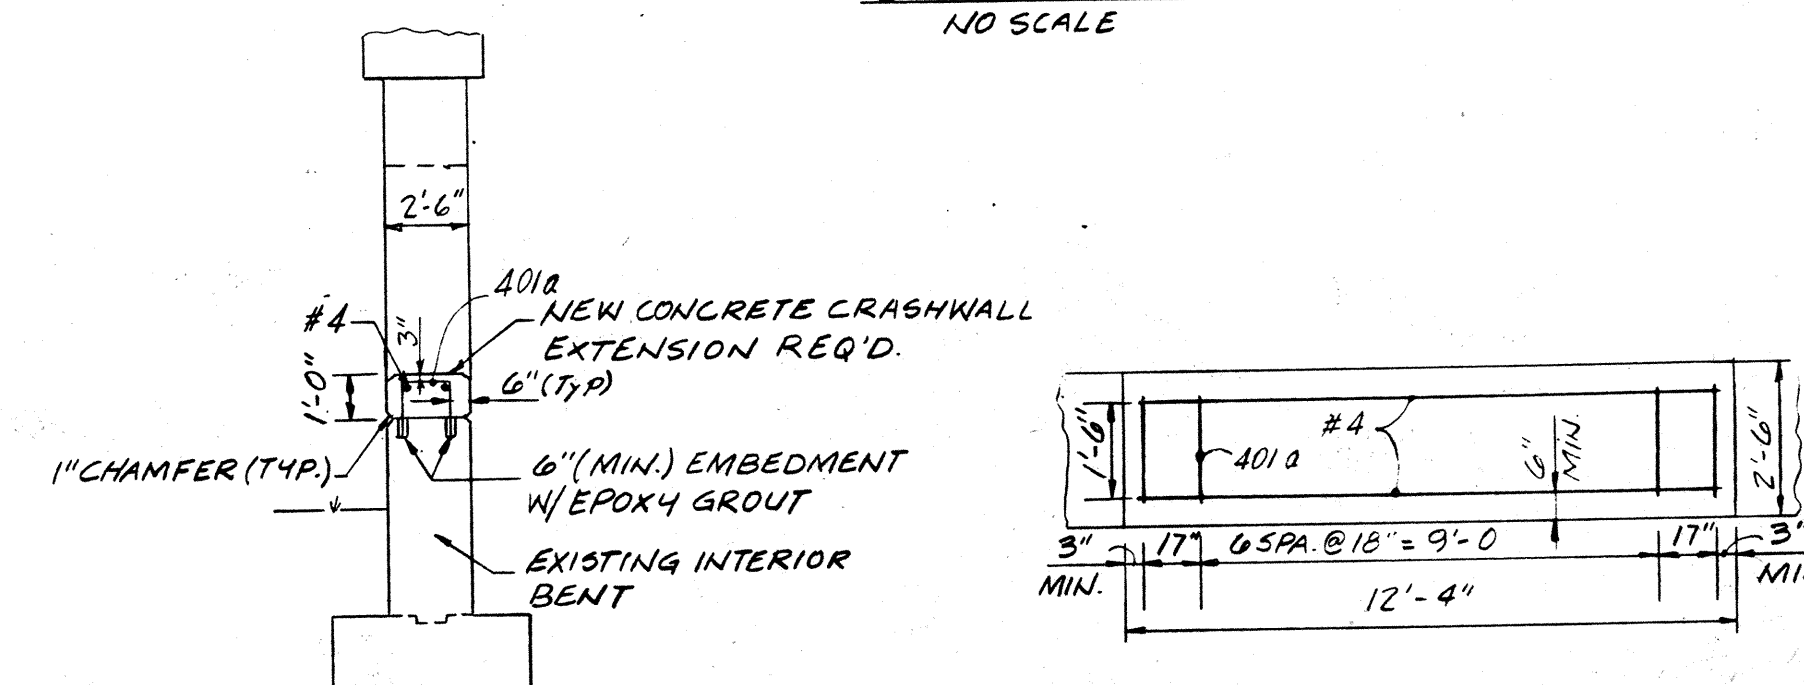 NO SCALE
2'-6"
401a
#4
3"
NEW CONCRETE CRASHWALL
EXTENSION REQ'D.
1'-0"
6" (TYP)
1" CHAMFER (TYP.)
6" (MIN.) EMBEDMENT
W/ EPOXY GROUT
EXISTING INTERIOR
BENT
#4
1'-6"
401a
6"
MIN.
2'-6"
3"
MIN.
17"
6 SPA. @ 18" = 9'-0
17"
3"
12'-4"